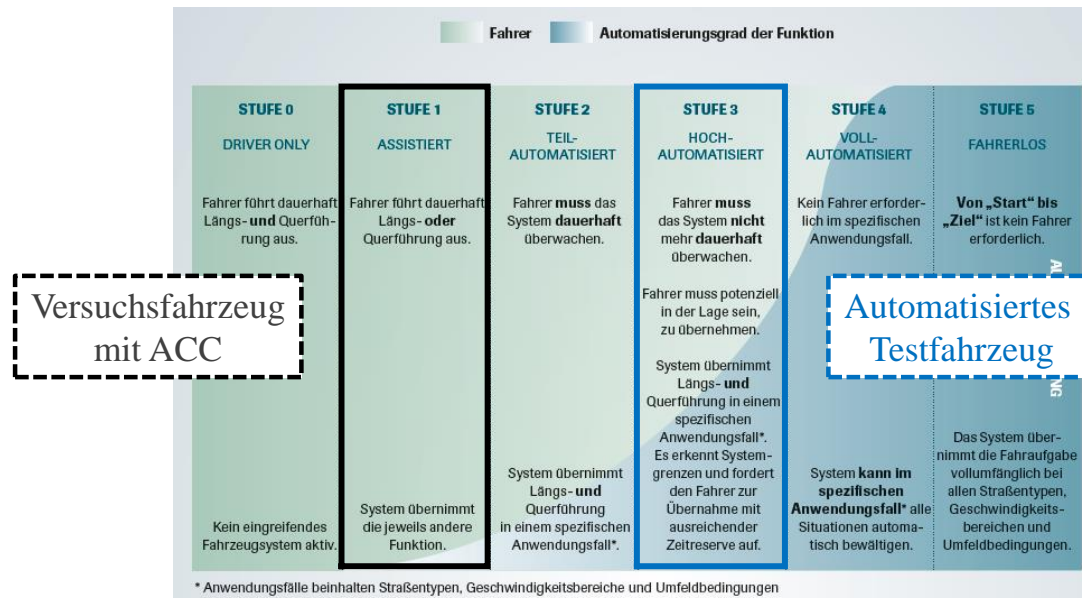 Fahrer
Automatisierungsgrad der Funktion
STUFE 0
DRIVER ONLY
Fahrer führt dauerhaft
Längs- und Querfüh-
rung aus.
Kein eingreifendes
Fahrzeugsystem aktiv.
STUFE 1
ASSISTIERT
Fahrer führt dauerhaft
Längs- oder
Querführung aus.
System übernimmt
die jeweils andere
Funktion.
STUFE 2
TEIL-
AUTOMATISIERT
Fahrer muss das
System dauerhaft
überwachen.
System übernimmt
Längs- und
Querführung
in einem spezifischen
Anwendungsfall*.
STUFE 3
HOCH-
AUTOMATISIERT
Fahrer muss
das System nicht
mehr dauerhaft
überwachen.
Fahrer muss potenziell
in der Lage sein,
zu übernehmen.
System übernimmt
Längs- und
Querführung in einem
spezifischen
Anwendungsfall*.
Es erkennt System-
grenzen und fordert
den Fahrer zur
Übernahme mit
ausreichender
Zeitreserve auf.
STUFE 4
VOLL-
AUTOMATISIERT
Kein Fahrer erforder-
lich im spezifischen
Anwendungsfall.
System kann im
spezifischen
Anwendungsfall* alle
Situationen automa-
tisch bewältigen.
STUFE 5
FAHRERLOS
Von „Start“ bis
„Ziel“ ist kein Fahrer
erforderlich.
Das System über-
nimmt die Fahraufgabe
vollumfänglich bei
allen Straßentypen,
Geschwindigkeits-
bereichen und
Umfeldbedingungen.
Versuchsfahrzeug
mit ACC
Automatisiertes
Testfahrzeug
* Anwendungsfälle beinhalten Straßentypen, Geschwindigkeitsbereiche und Umfeldbedingungen